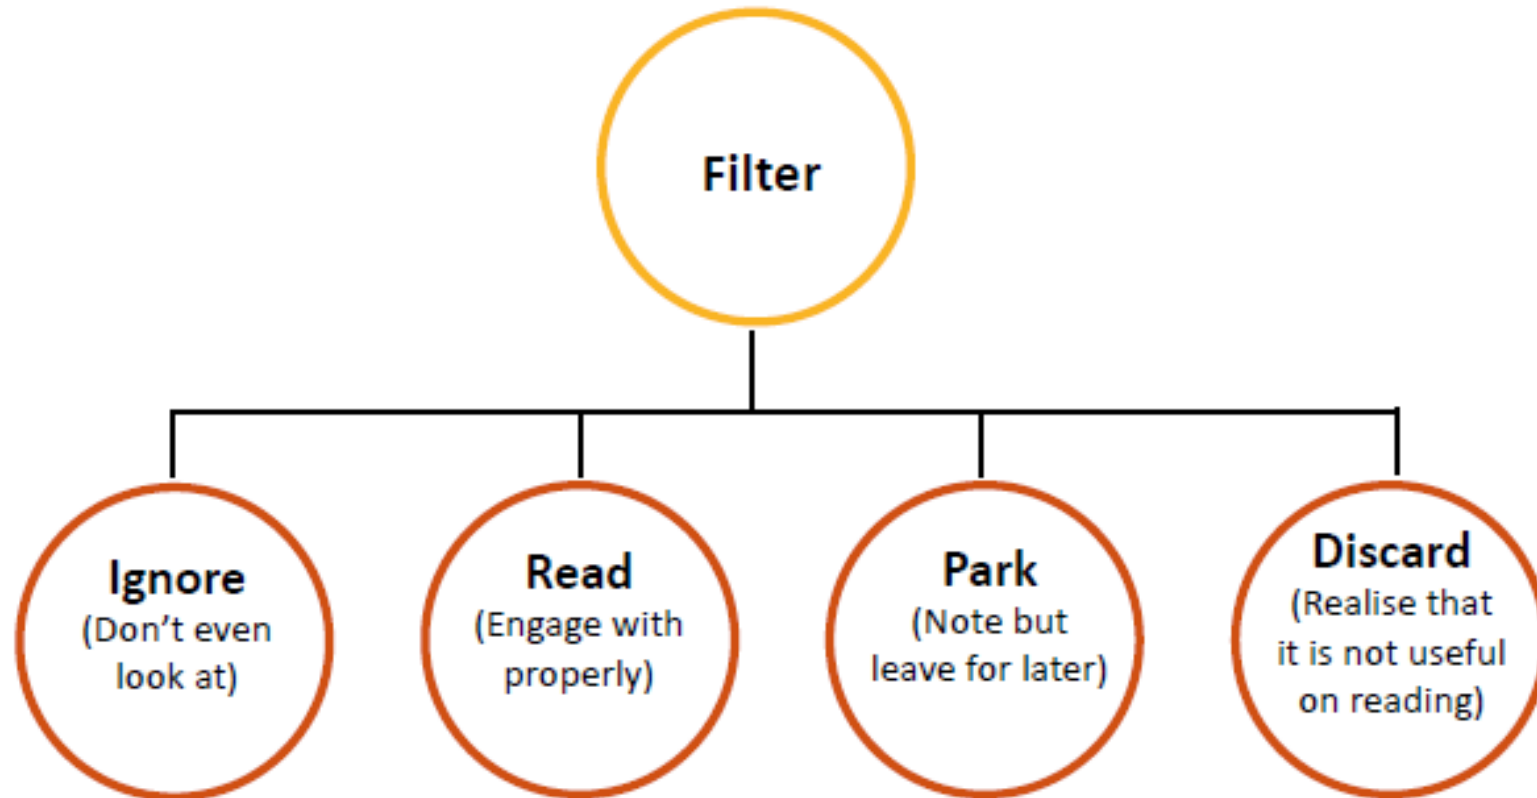 Filter
Ignore
(Don't even
look at)
Read
(Engage with
properly)
Park
(Note but
leave for later)
Discard
(Realise that
it is not useful
on reading)